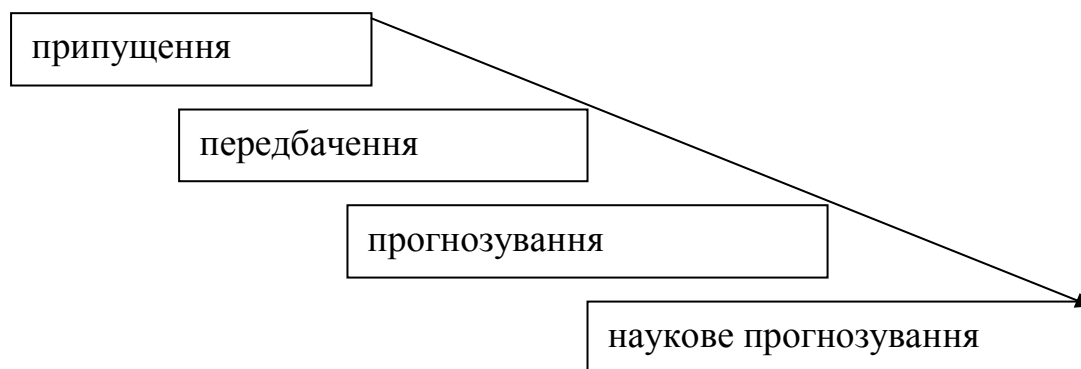 припущення
передбачення
прогнозування
наукове прогнозування